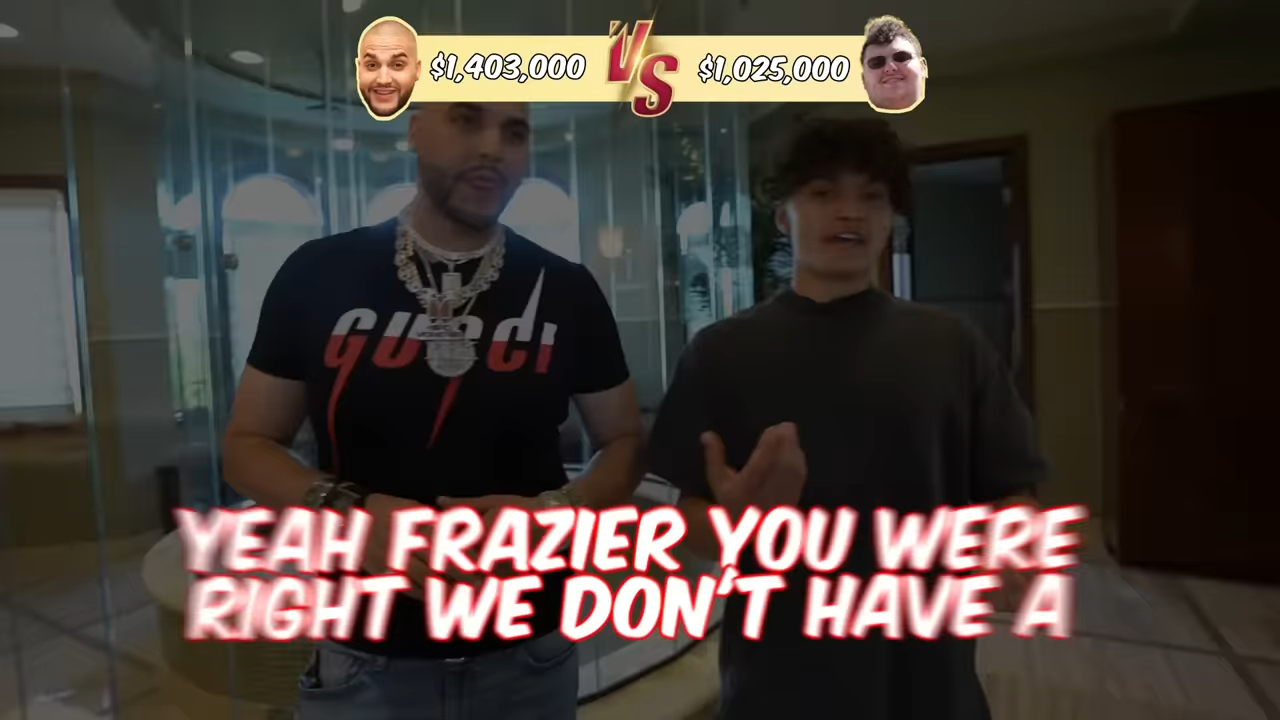 $1,403,000 VS $1,025,000
GUCCI
YEAH FRAZIER YOU WERE
RIGHT WE DON'T HAVE A